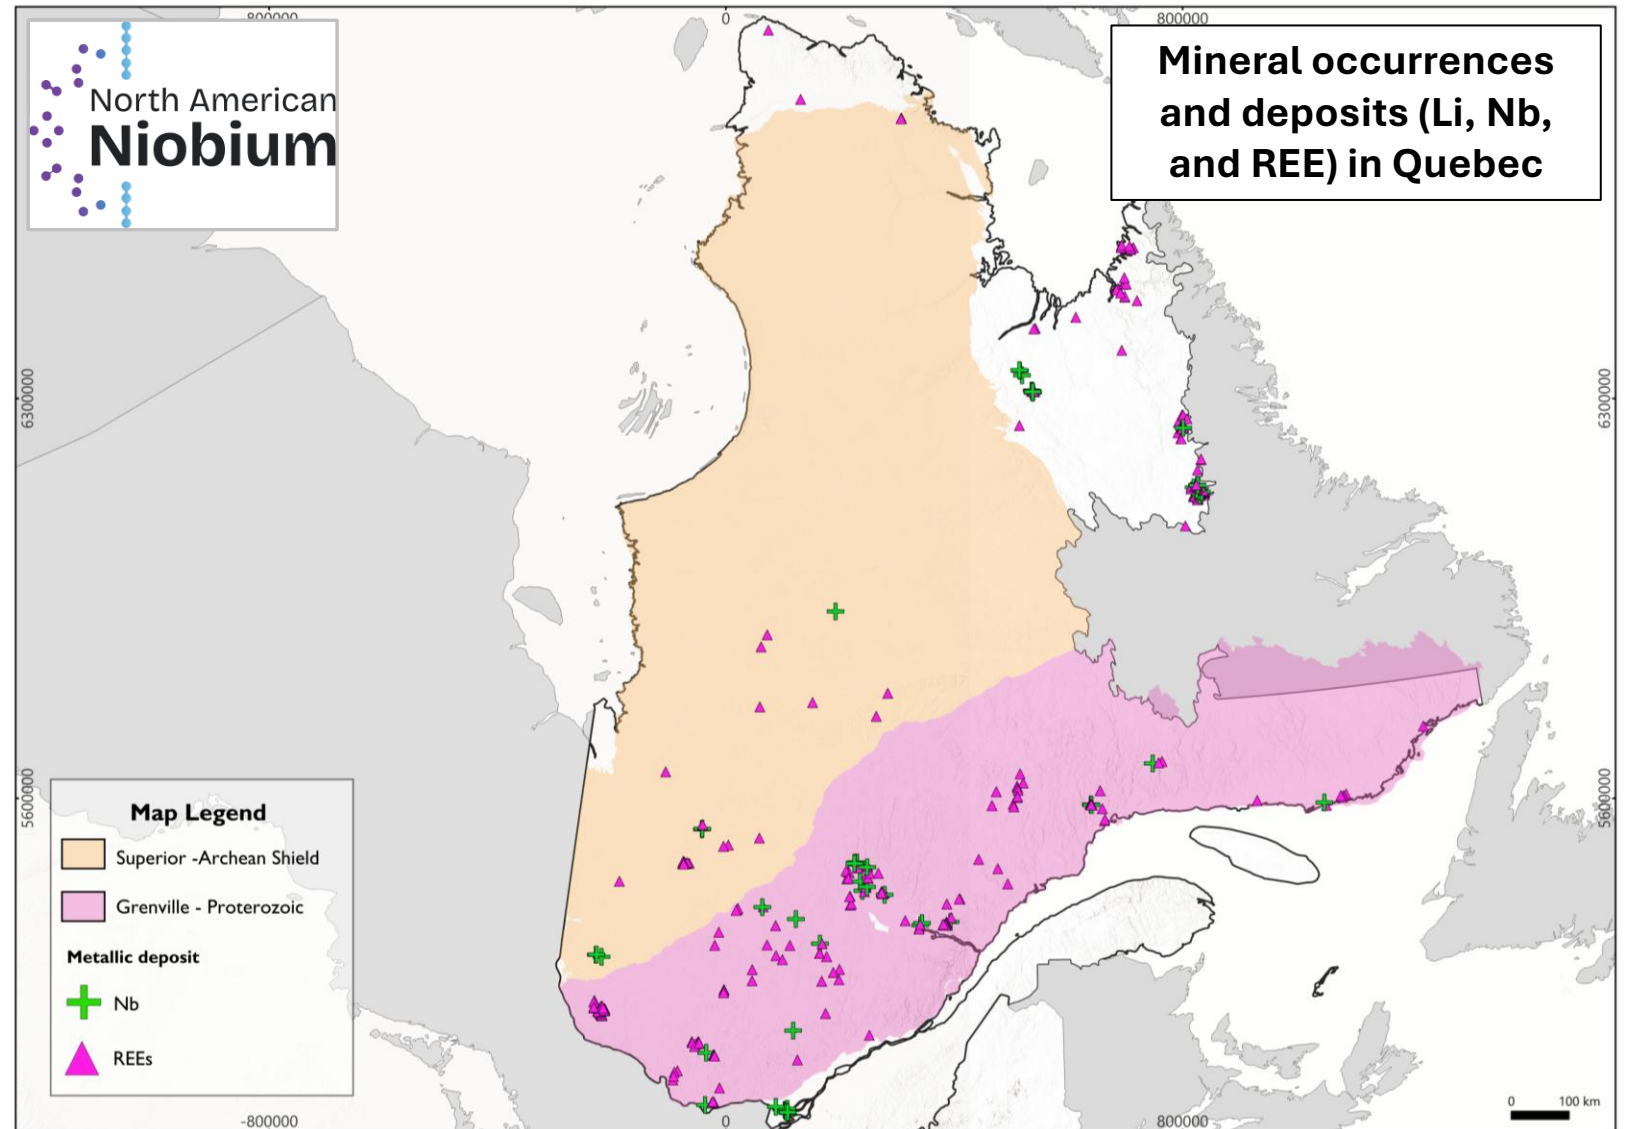 800000
0
800000
North American
Niobium
Mineral occurrences
and deposits (Li, Nb,
and REE) in Quebec
6300000
6300000
5600000
5600000
Map Legend
Superior -Archean Shield
Grenville - Proterozoic
Metallic deposit
Nb
REEs
0
100 km
-800000
0
800000